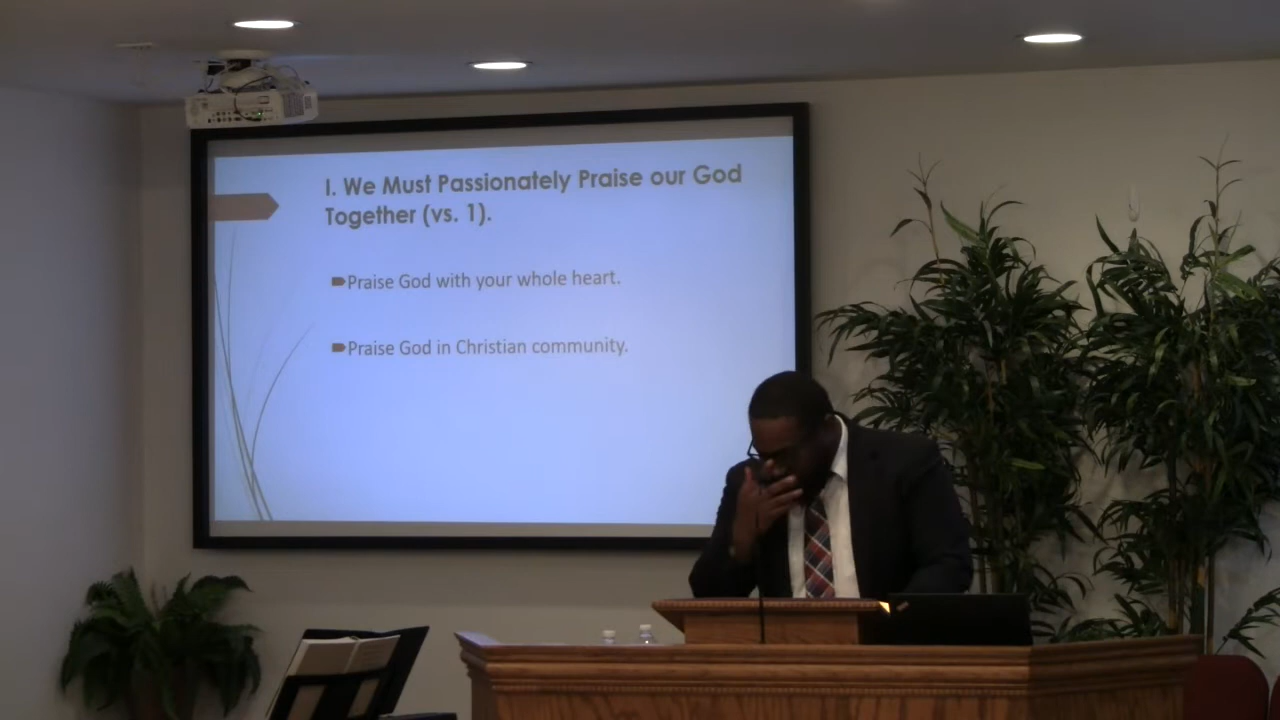 I. We Must Passionately Praise our God
Together (vs. 1).
Praise God with your whole heart.
Praise God in Christian community.